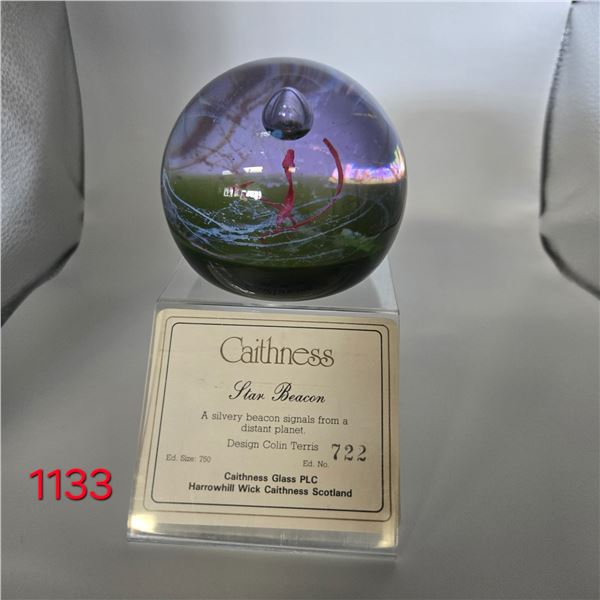 Caithness
Star Beacon
A silvery beacon signals from a
distant planet.
Design Colin Terris
Ed. Size: 750 Ed. No. 722
Caithness Glass PLC
Harrowhill Wick Caithness Scotland
1133